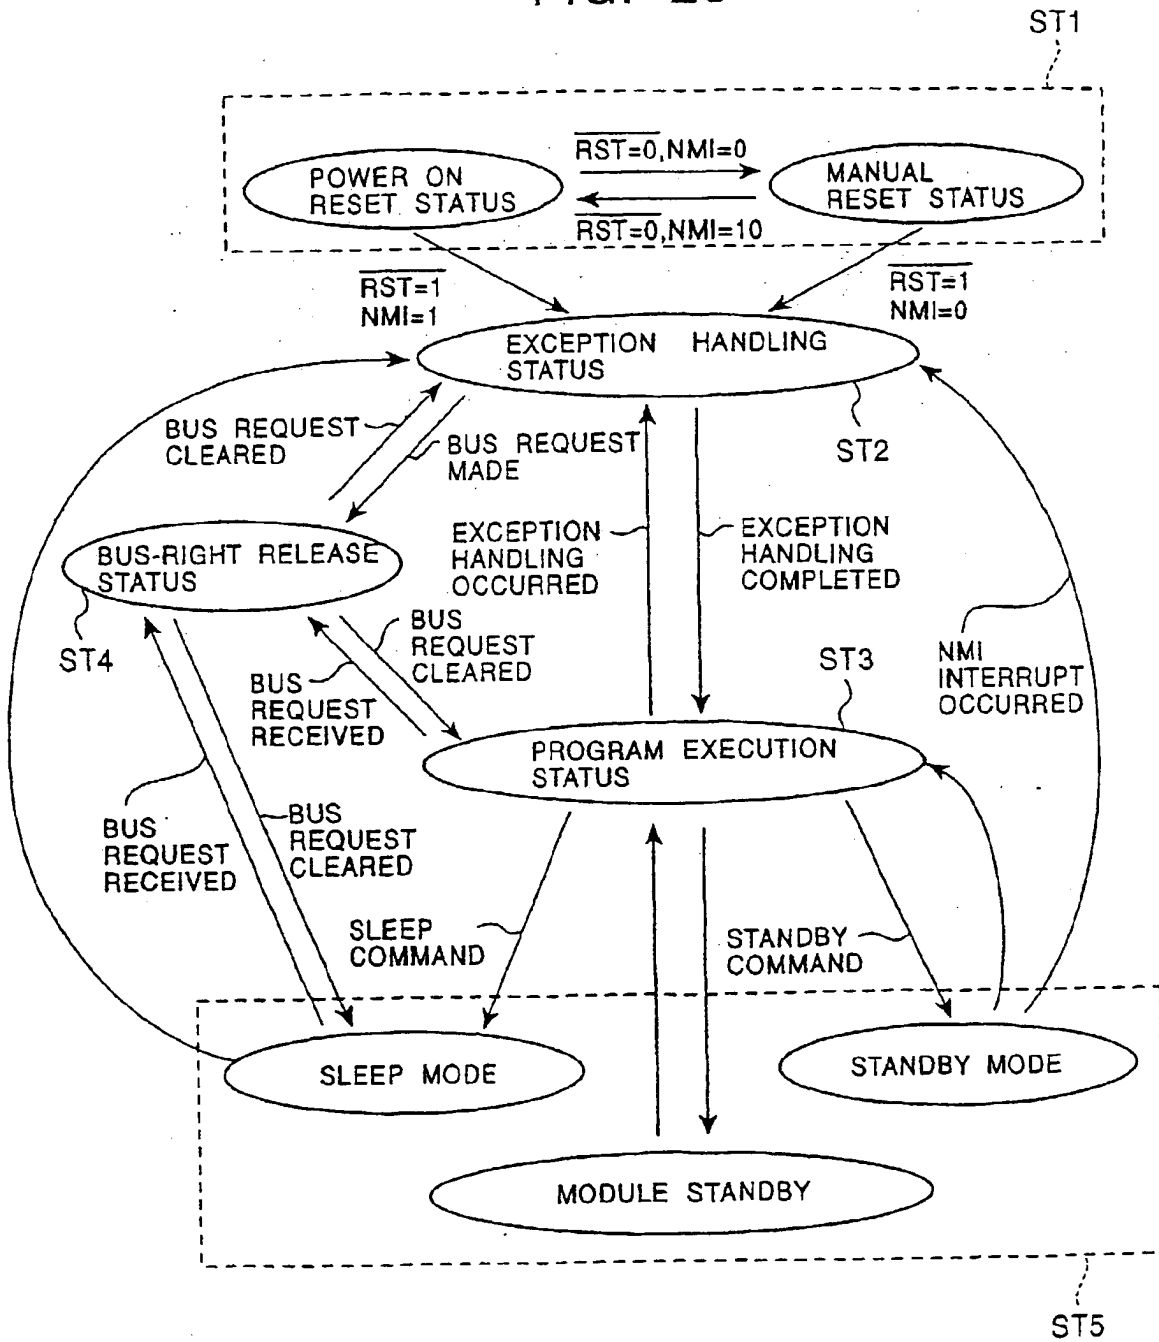 ST1
RST=0,NMI=0
POWER ON
RESET STATUS
MANUAL
RESET STATUS
RST=0,NMI=10
RST=1
NMI=1
RST=1
NMI=0
EXCEPTION HANDLING
STATUS
ST2
BUS REQUEST
CLEARED
BUS REQUEST
MADE
EXCEPTION
HANDLING
OCCURRED
EXCEPTION
HANDLING
COMPLETED
BUS-RIGHT RELEASE
STATUS
ST4
BUS
REQUEST
CLEARED
BUS
REQUEST
RECEIVED
ST3
NMI
INTERRUPT
OCCURRED
PROGRAM EXECUTION
STATUS
BUS
REQUEST
RECEIVED
BUS
REQUEST
CLEARED
SLEEP
COMMAND
STANDBY
COMMAND
SLEEP MODE
STANDBY MODE
MODULE STANDBY
ST5